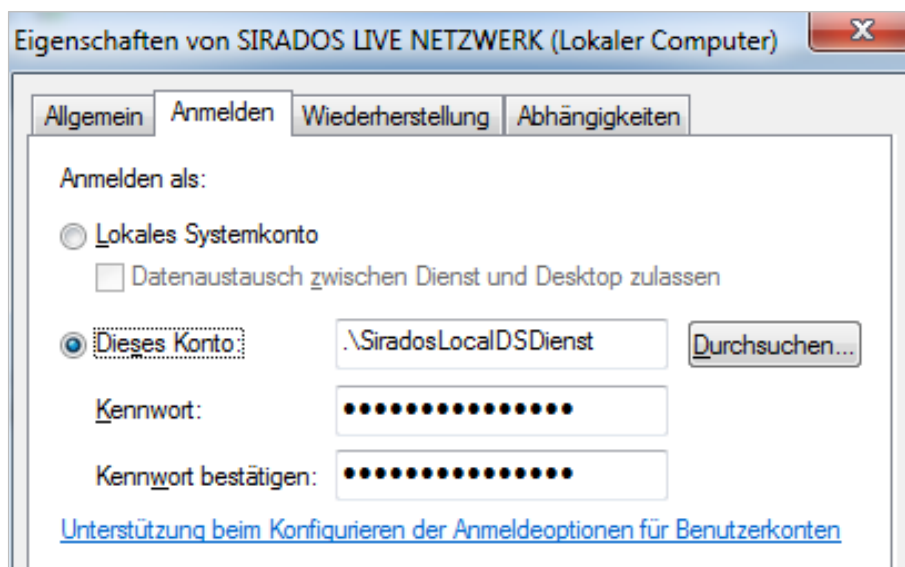 Eigenschaften von SIRADOS LIVE NETZWERK (Lokaler Computer)
Allgemein Anmelden Wiederherstellung Abhängigkeiten
Anmelden als:
Lokales Systemkonto
Datenaustausch zwischen Dienst und Desktop zulassen
Dieses Konto: .\SiradosLocalDSDienst Durchsuchen...
Kennwort: •••••••••••••••
Kennwort bestätigen: •••••••••••••••
Unterstützung beim Konfigurieren der Anmeldeoptionen für Benutzerkonten